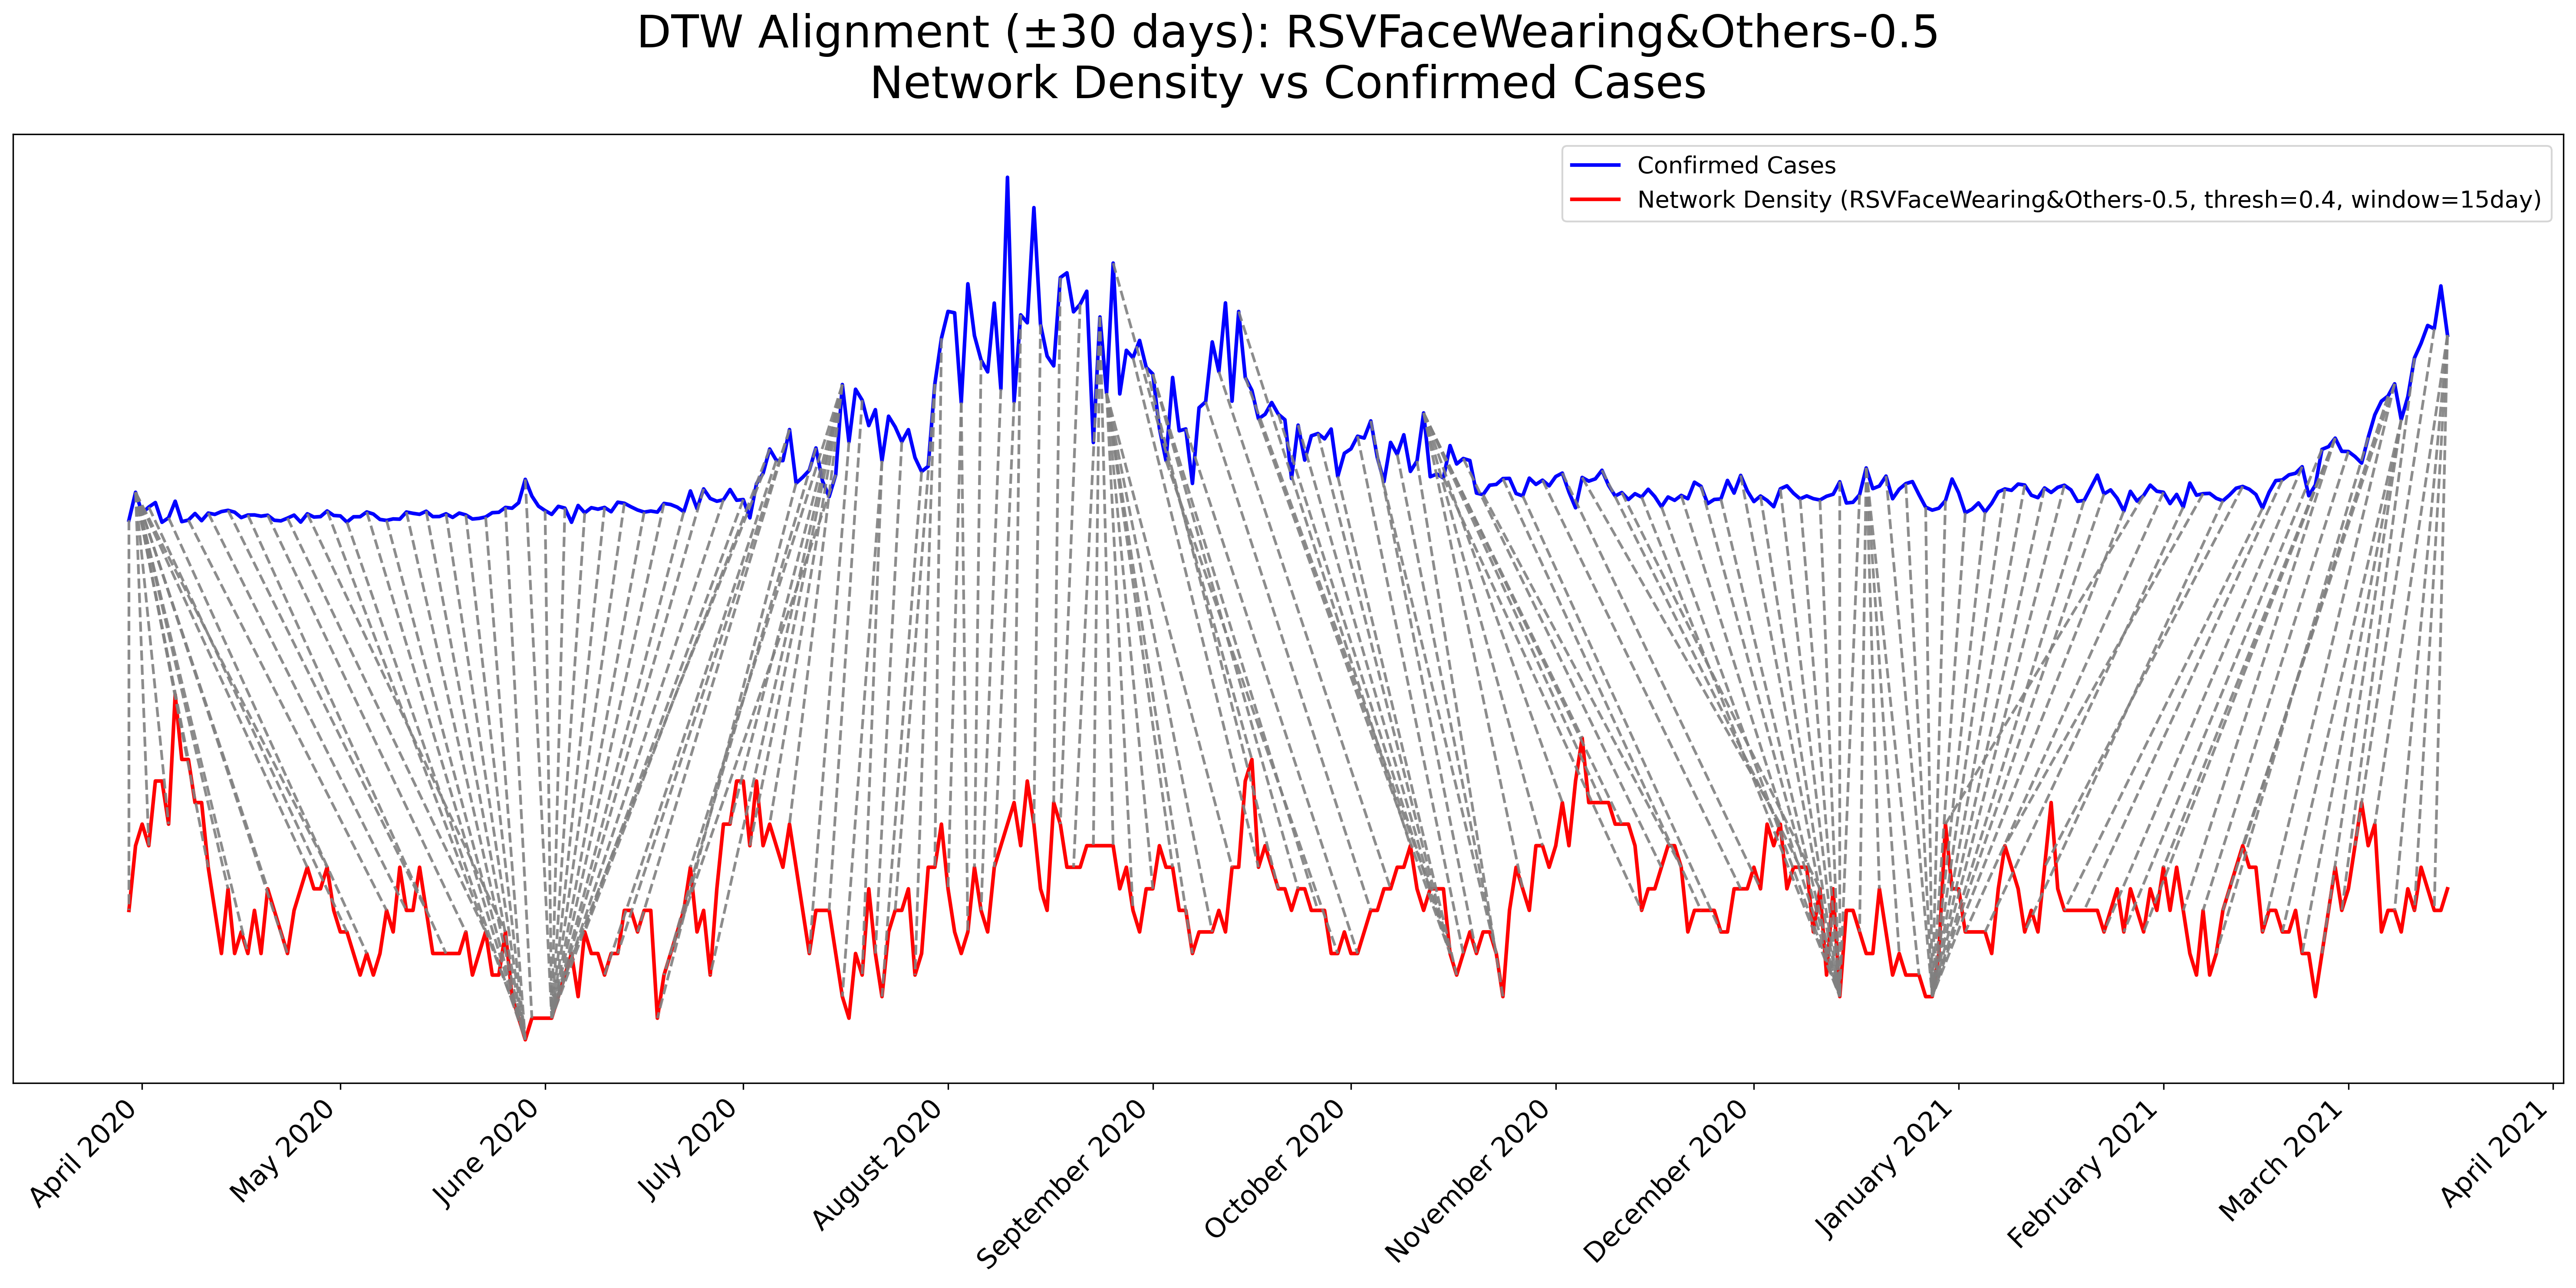 DTW Alignment (±30 days): RSVFaceWearing&Others-0.5
Network Density vs Confirmed Cases
Confirmed Cases
Network Density (RSVFaceWearing&Others-0.5, thresh=0.4, window=15day)
April 2020
May 2020
June 2020
July 2020
August 2020
September 2020
October 2020
November 2020
December 2020
January 2021
February 2021
March 2021
April 2021